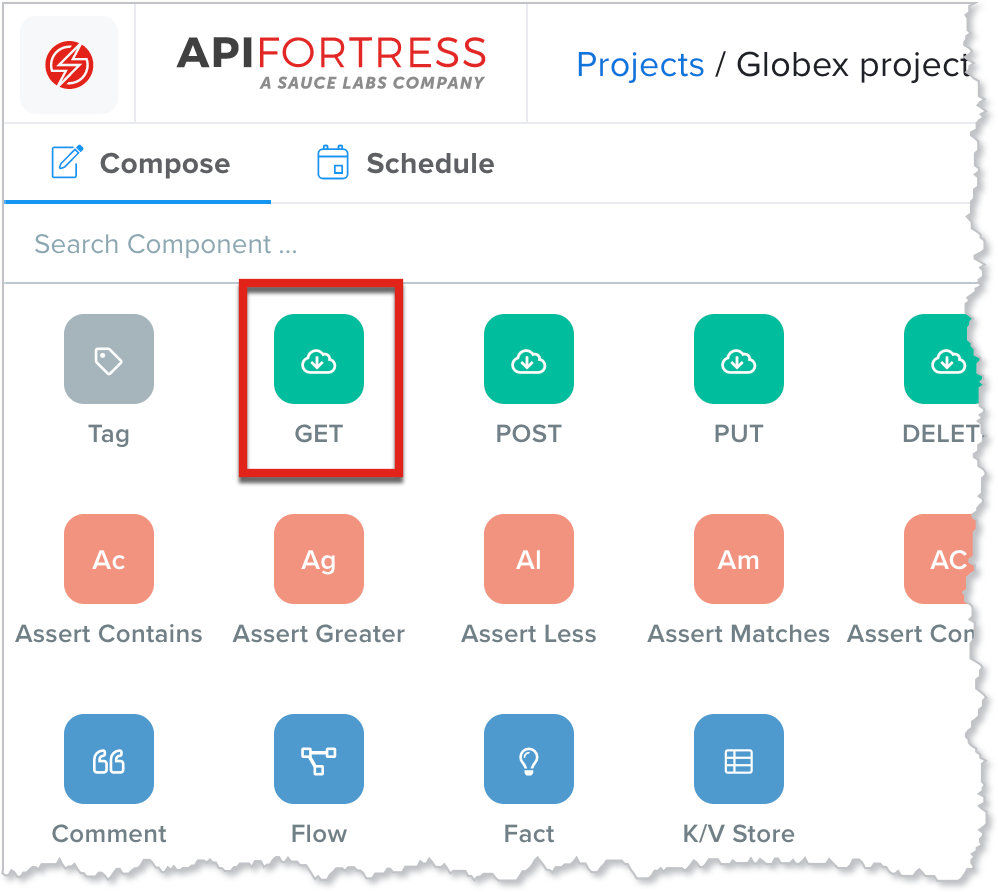 APIFORTRESS
A SAUCE LABS COMPANY
Projects / Globex project
Compose
Schedule
Search Component ...
Tag
GET
POST
PUT
DELET
Ac
Ag
Al
Am
AC
Assert Contains
Assert Greater
Assert Less
Assert Matches
Assert Com
Comment
Flow
Fact
K/V Store